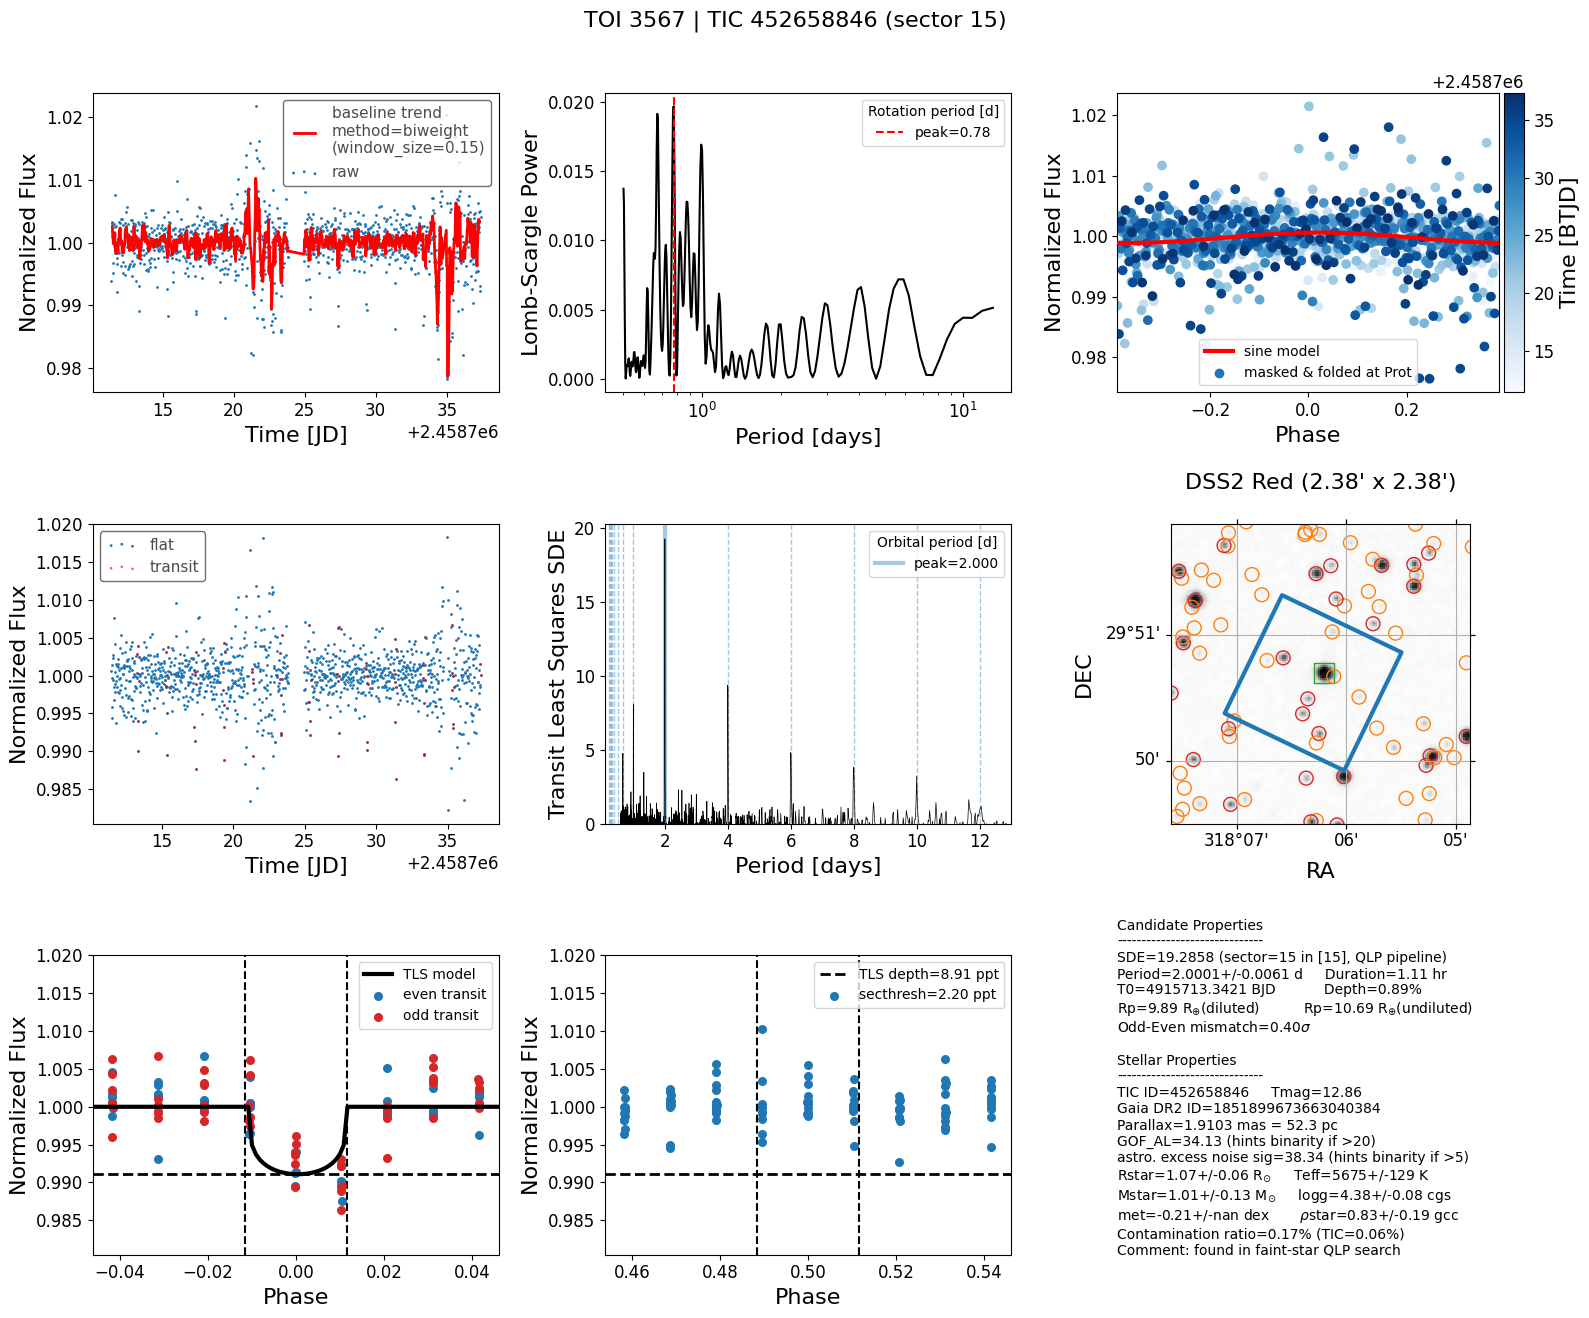 TOI 3567 | TIC 452658846 (sector 15)
Normalized Flux
1.02
1.01
1.00
0.99
0.98
baseline trend
method=biweight
(window_size=0.15)
raw
15
20
25
30
35
Time [JD]
+2.4587e6
Lomb-Scargle Power
0.020
0.015
0.010
0.005
0.000
Rotation period [d]
peak=0.78
10⁰
10¹
Period [days]
Normalized Flux
1.02
1.01
1.00
0.99
0.98
sine model
masked & folded at Prot
−0.2
0.0
0.2
Phase
+2.4587e6
35
30
25
20
15
Time [BTJD]
Normalized Flux
1.020
1.015
1.010
1.005
1.000
0.995
0.990
0.985
flat
transit
15
20
25
30
35
Time [JD]
+2.4587e6
Transit Least Squares SDE
20
15
10
5
0
Orbital period [d]
peak=2.000
2
4
6
8
10
12
Period [days]
DSS2 Red (2.38' x 2.38')
DEC
29°51'
50'
318°07'
06'
05'
RA
Normalized Flux
1.020
1.015
1.010
1.005
1.000
0.995
0.990
0.985
TLS model
even transit
odd transit
−0.04
−0.02
0.00
0.02
0.04
Phase
Normalized Flux
1.020
1.015
1.010
1.005
1.000
0.995
0.990
0.985
TLS depth=8.91 ppt
secthresh=2.20 ppt
0.46
0.48
0.50
0.52
0.54
Phase
Candidate Properties
------------------------------
SDE=19.2858 (sector=15 in [15], QLP pipeline)
Period=2.0001+/-0.0061 d Duration=1.11 hr
T0=4915713.3421 BJD Depth=0.89%
Rp=9.89 R⊕(diluted) Rp=10.69 R⊕(undiluted)
Odd-Even mismatch=0.40σ
Stellar Properties
------------------------------
TIC ID=452658846 Tmag=12.86
Gaia DR2 ID=1851899673663040384
Parallax=1.9103 mas = 52.3 pc
GOF_AL=34.13 (hints binarity if >20)
astro. excess noise sig=38.34 (hints binarity if >5)
Rstar=1.07+/-0.06 R⊙ Teff=5675+/-129 K
Mstar=1.01+/-0.13 M⊙ logg=4.38+/-0.08 cgs
met=-0.21+/-nan dex ρstar=0.83+/-0.19 gcc
Contamination ratio=0.17% (TIC=0.06%)
Comment: found in faint-star QLP search